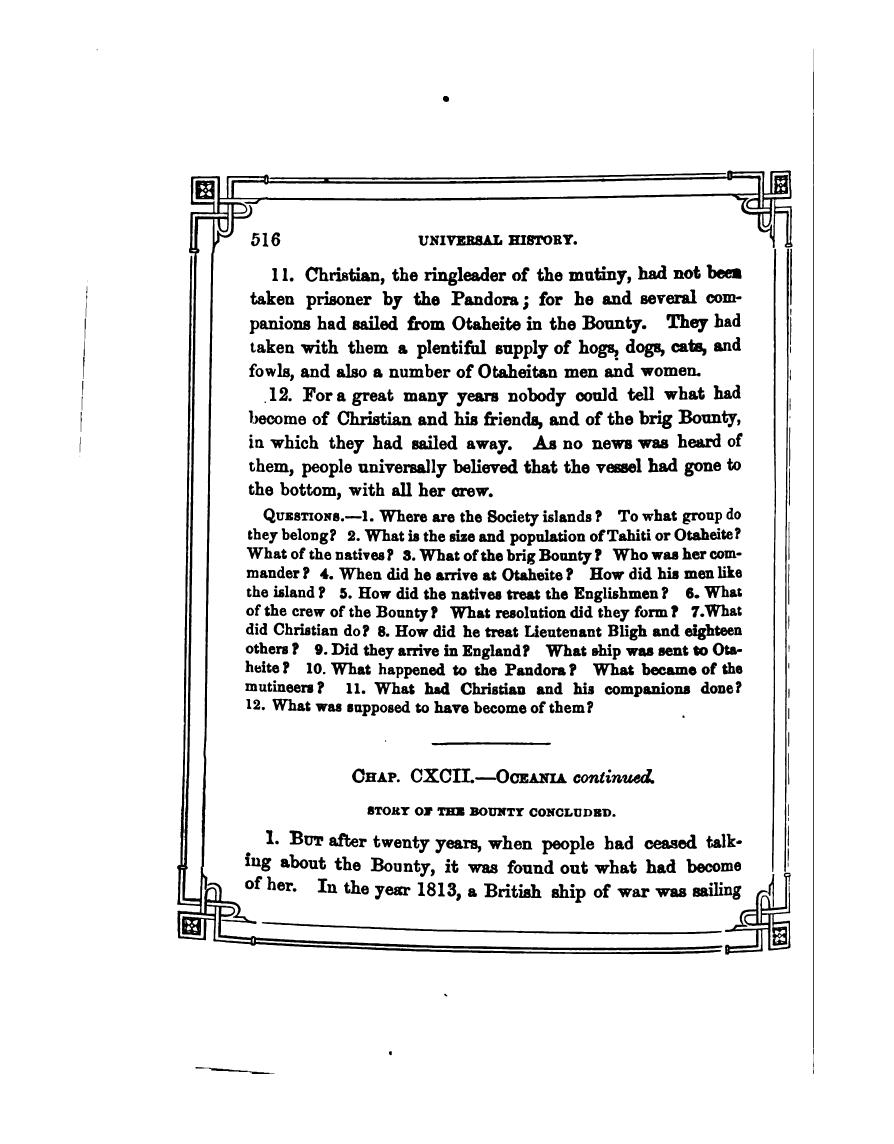 516 UNIVERSAL HISTORY.
11. Christian, the ringleader of the mutiny, had not been
taken prisoner by the Pandora; for he and several com-
panions had sailed from Otaheite in the Bounty. They had
taken with them a plentiful supply of hogs, dogs, cats, and
fowls, and also a number of Otaheitan men and women.
12. For a great many years nobody could tell what had
become of Christian and his friends, and of the brig Bounty,
in which they had sailed away. As no news was heard of
them, people universally believed that the vessel had gone to
the bottom, with all her crew.
QUESTIONS.—1. Where are the Society islands? To what group do
they belong? 2. What is the size and population of Tahiti or Otaheite?
What of the natives? 3. What of the brig Bounty? Who was her com-
mander? 4. When did he arrive at Otaheite? How did his men like
the island? 5. How did the natives treat the Englishmen? 6. What
of the crew of the Bounty? What resolution did they form? 7. What
did Christian do? 8. How did he treat Lieutenant Bligh and eighteen
others? 9. Did they arrive in England? What ship was sent to Ota-
heite? 10. What happened to the Pandora? What became of the
mutineers? 11. What had Christian and his companions done?
12. What was supposed to have become of them?
CHAP. CXCII.—OCEANIA continued.
STORY OF THE BOUNTY CONCLUDED.
1. BUT after twenty years, when people had ceased talk-
ing about the Bounty, it was found out what had become
of her. In the year 1813, a British ship of war was sailing